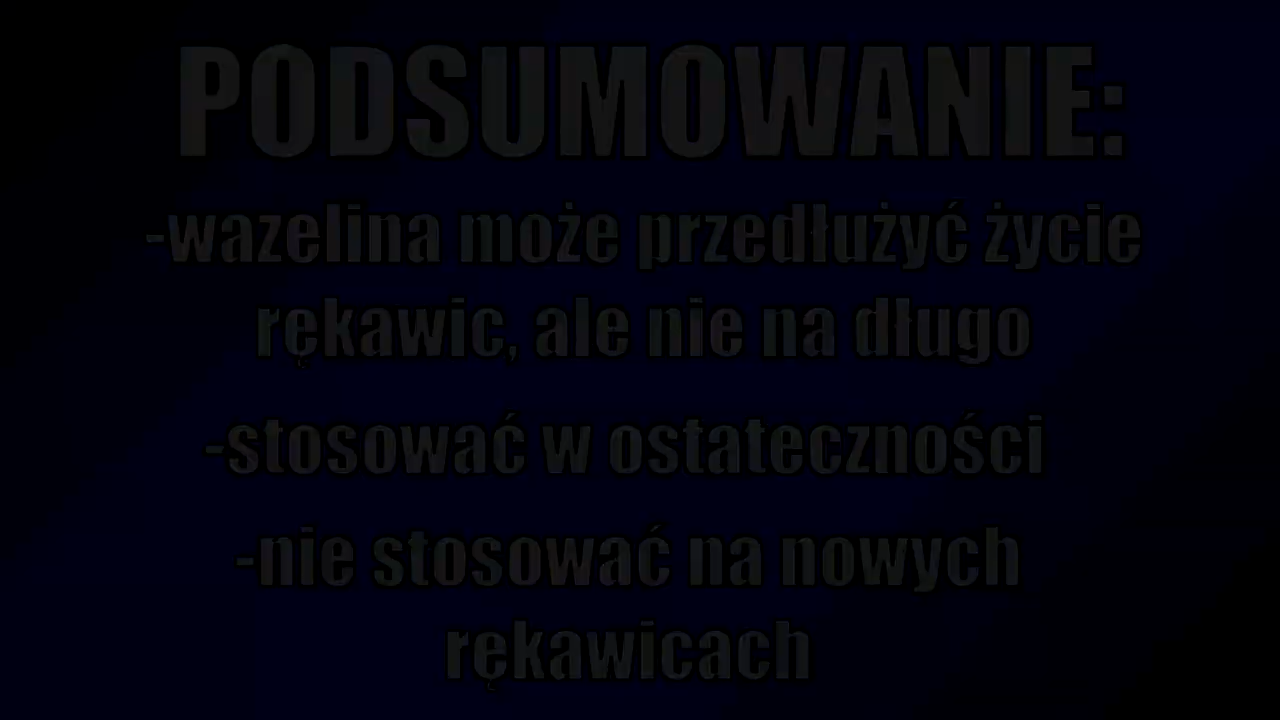 PODSUMOWANIE:
-wazelina może przedłużyć życie
rękawic, ale nie na długo
-stosować w ostateczności
-nie stosować na nowych
rękawicach